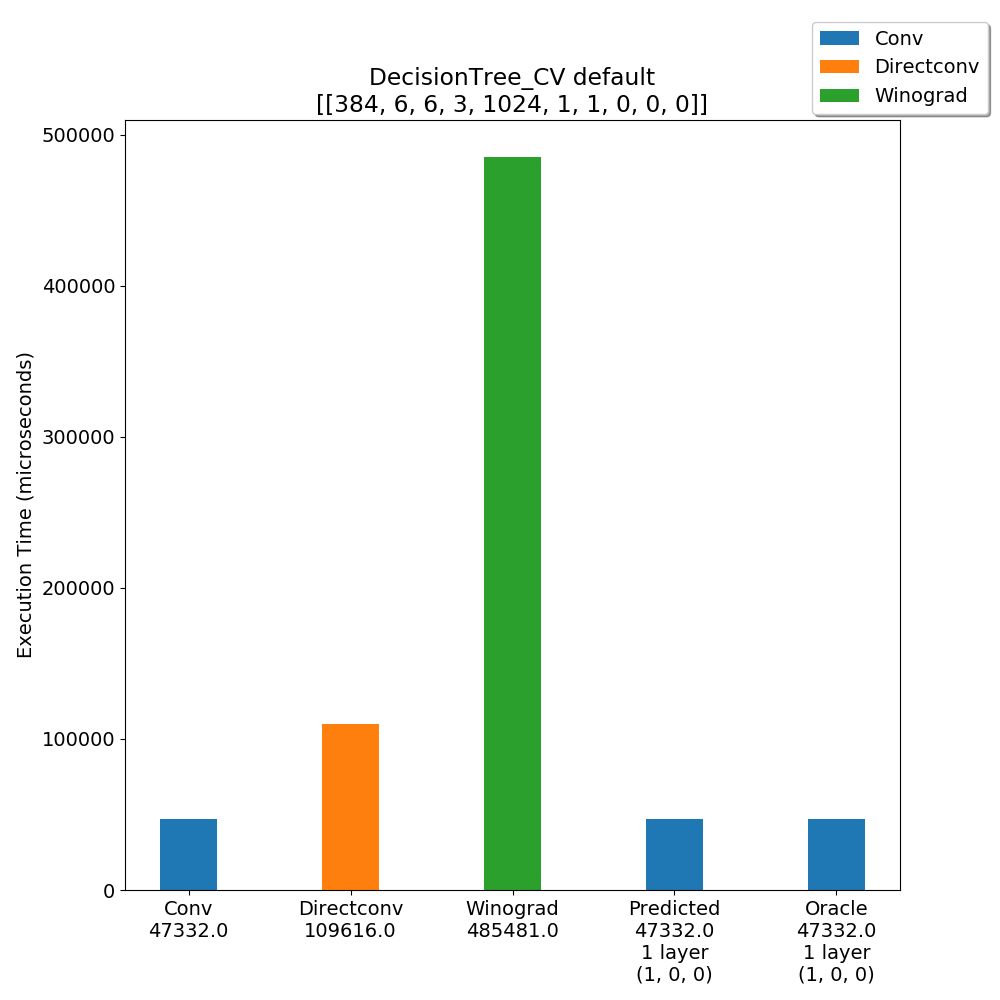 Conv
Directconv
Winograd
DecisionTree_CV default
[[384, 6, 6, 3, 1024, 1, 1, 0, 0, 0]]
Execution Time (microseconds)
500000
400000
300000
200000
100000
0
Conv
47332.0
Directconv
109616.0
Winograd
485481.0
Predicted
47332.0
1 layer
(1, 0, 0)
Oracle
47332.0
1 layer
(1, 0, 0)